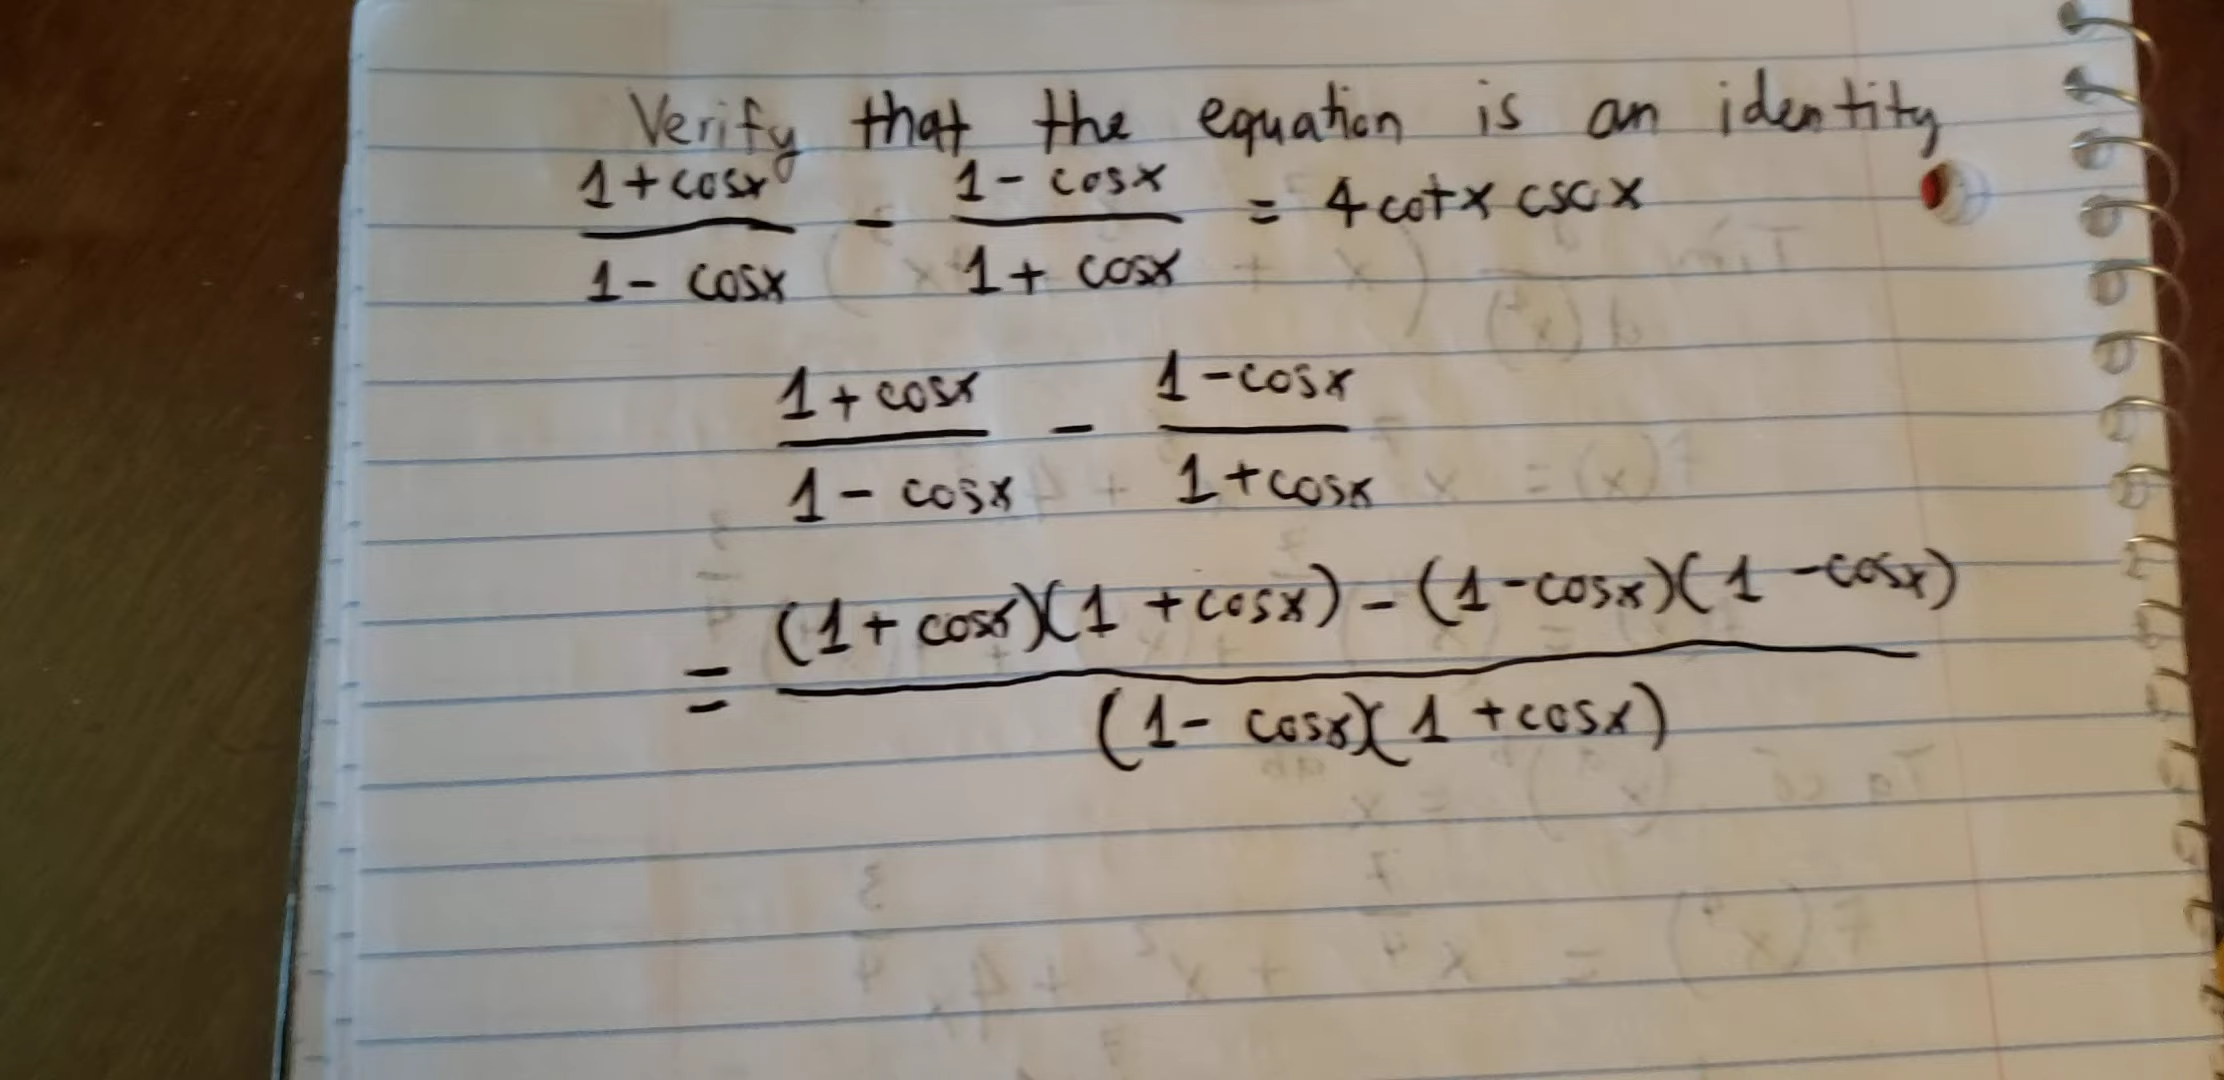 Verify that the equation is an identity
1+cosx / 1-cosx - 1-cosx / 1+cosx = 4cotx cscx
1+cosx / 1-cosx - 1-cosx / 1+cosx
= (1+cosx)(1+cosx)-(1-cosx)(1-cosx) / (1-cosx)(1+cosx)